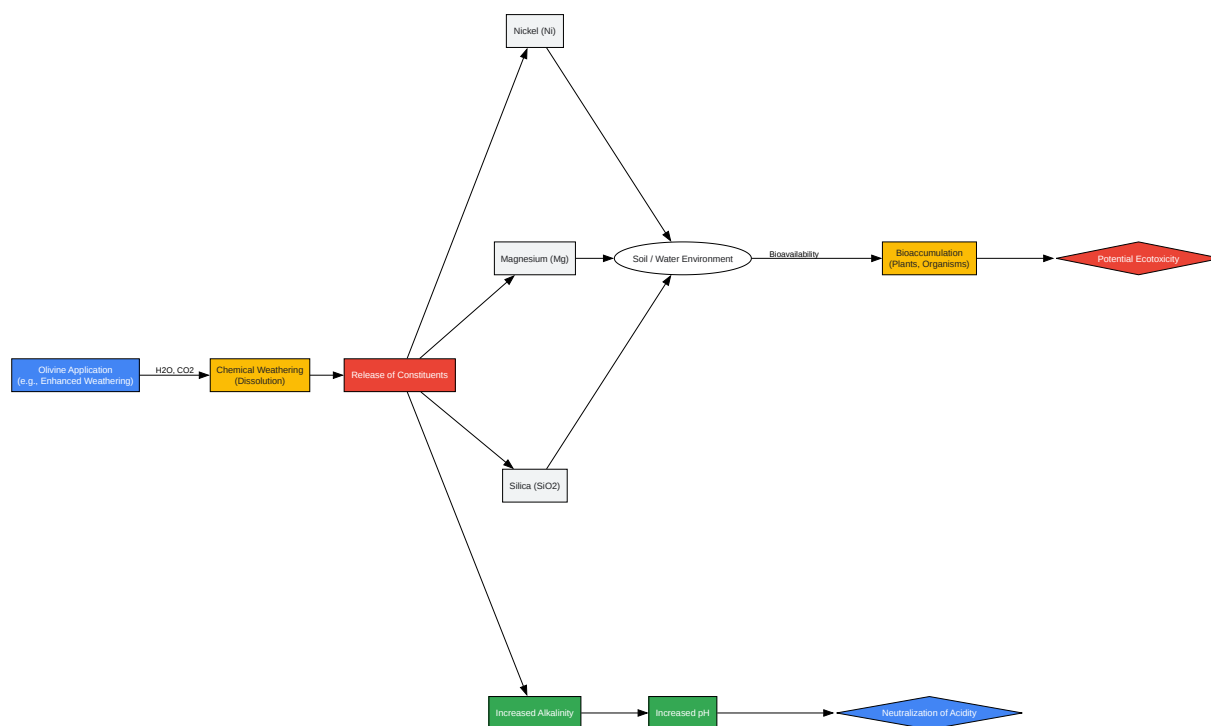 Nickel (Ni)
Magnesium (Mg)
Soil / Water Environment
Bioavailability
Bioaccumulation
(Plants, Organisms)
Potential Ecotoxicity
Olivine Application
(e.g., Enhanced Weathering)
H2O, CO2
Chemical Weathering
(Dissolution)
Release of Constituents
Silica (SiO2)
Increased Alkalinity
Increased pH
Neutralization of Acidity